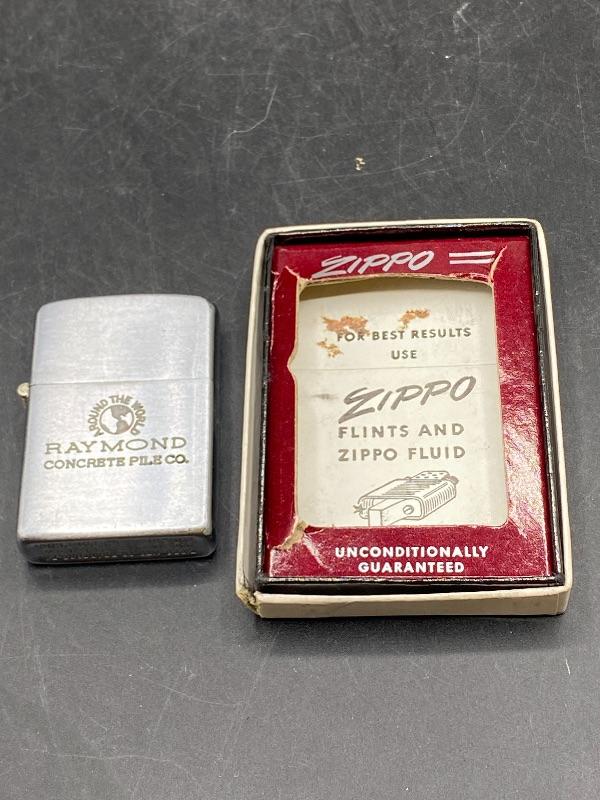 AROUND THE WORLD
RAYMOND
CONCRETE PILE CO.
ZIPPO
FOR BEST RESULTS
USE
ZIPPO
FLINTS AND
ZIPPO FLUID
UNCONDITIONALLY
GUARANTEED